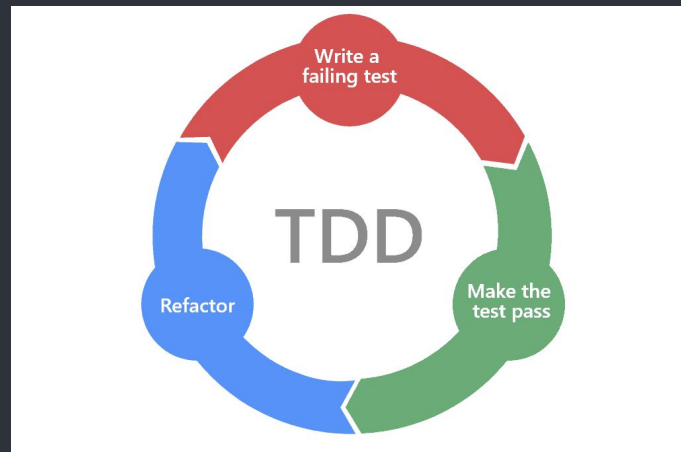 Write a
failing test
TDD
Refactor
Make the
test pass